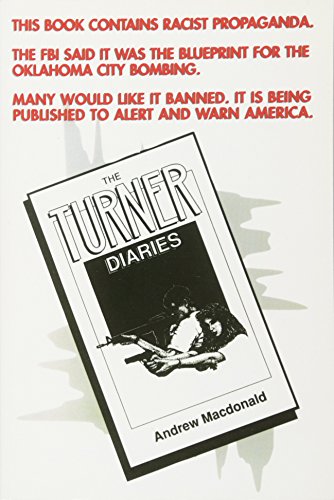 THIS BOOK CONTAINS RACIST PROPAGANDA.
THE FBI SAID IT WAS THE BLUEPRINT FOR THE
OKLAHOMA CITY BOMBING.
MANY WOULD LIKE IT BANNED. IT IS BEING
PUBLISHED TO ALERT AND WARN AMERICA.
THE
TURNER
DIARIES
Andrew Macdonald